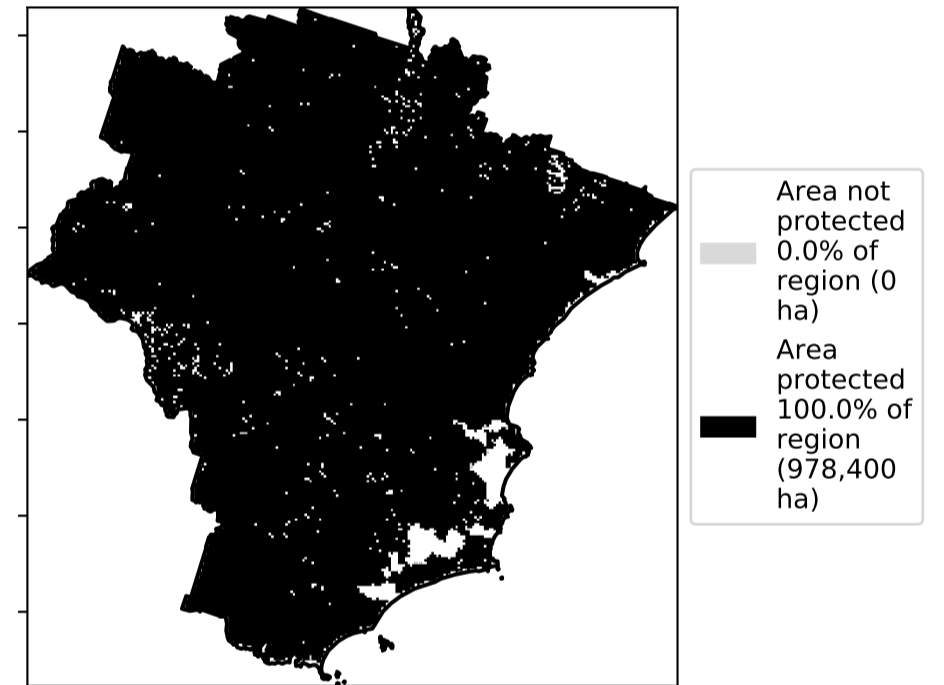 Area not
protected
0.0% of
region (0
ha)
Area
protected
100.0% of
region
(978,400
ha)